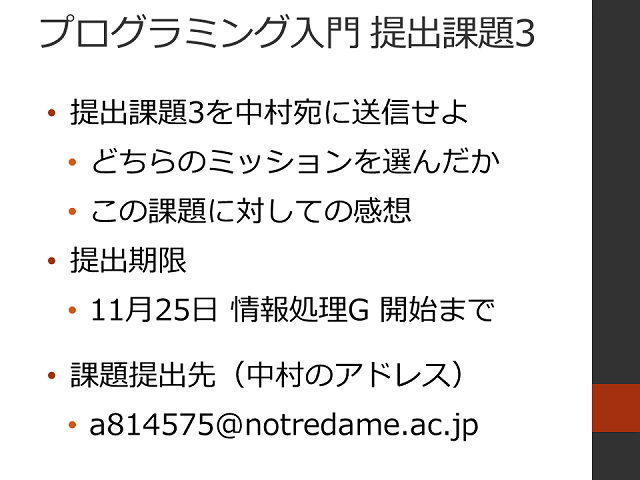 プログラミング入門 提出課題3
• 提出課題3を中村宛に送信せよ
• どちらのミッションを選んだか
• この課題に対しての感想
• 提出期限
• 11月25日 情報処理G 開始まで
• 課題提出先（中村のアドレス）
• a814575@notredame.ac.jp